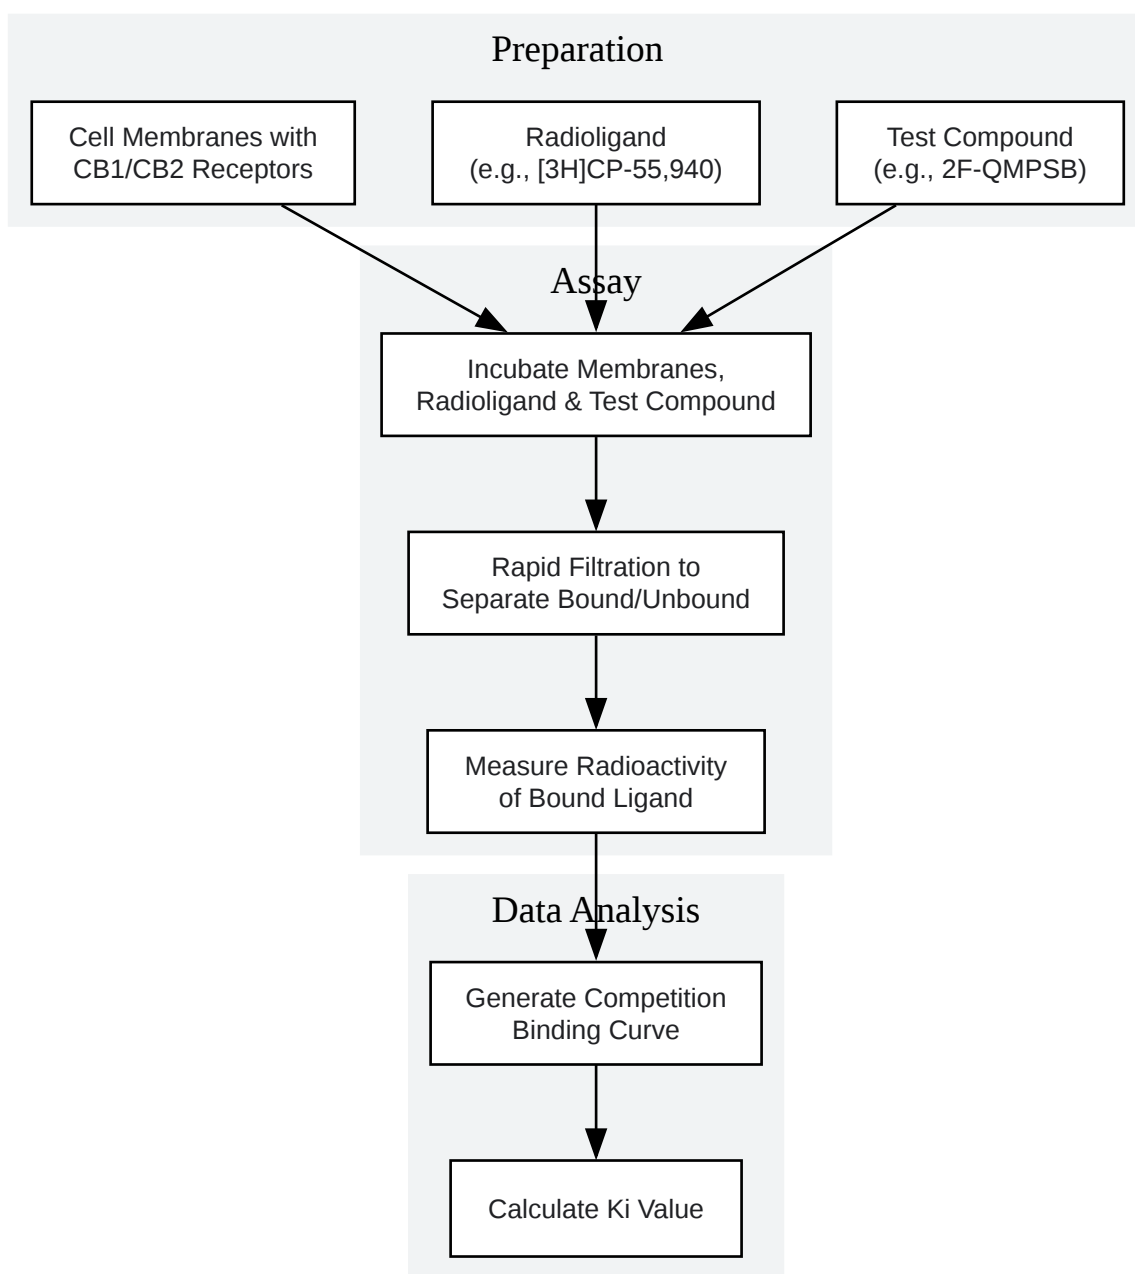 Preparation
Cell Membranes with
CB1/CB2 Receptors
Radioligand
(e.g., [3H]CP-55,940)
Test Compound
(e.g., 2F-QMPSB)
Assay
Incubate Membranes,
Radioligand & Test Compound
Rapid Filtration to
Separate Bound/Unbound
Measure Radioactivity
of Bound Ligand
Data Analysis
Generate Competition
Binding Curve
Calculate Ki Value